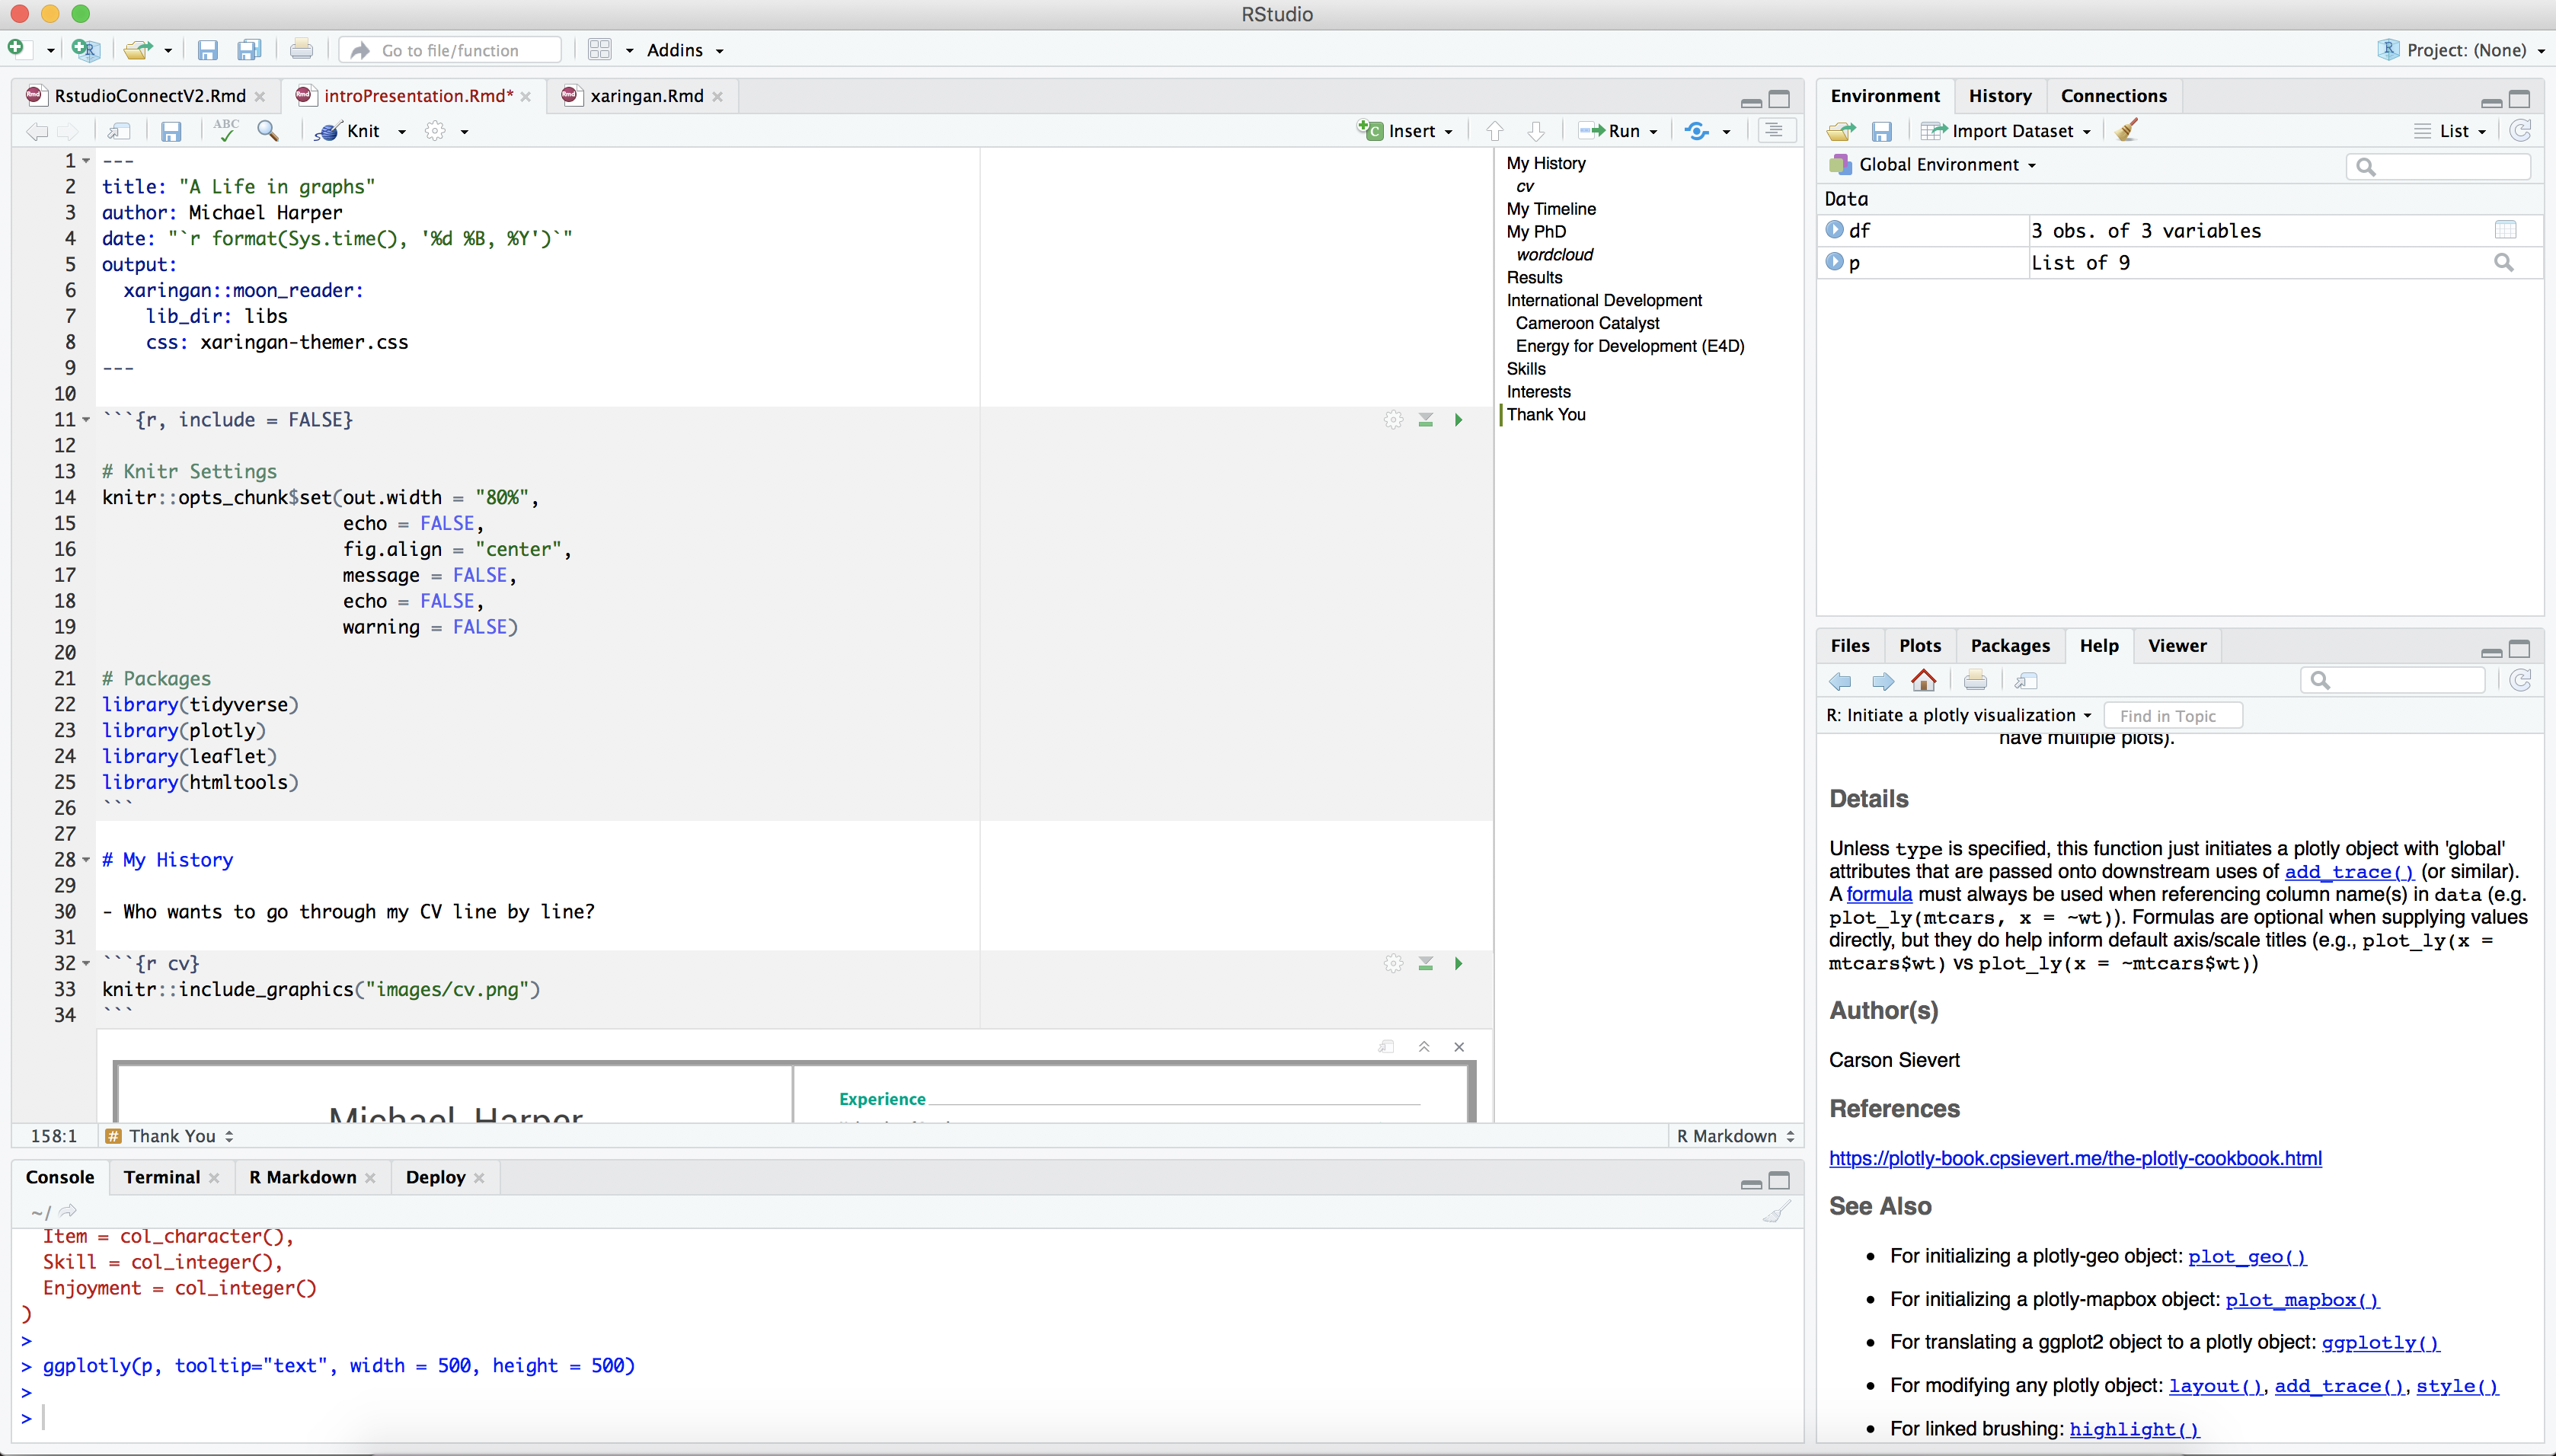 RStudio
Go to file/function
Addins
Project: (None)
RstudioConnectV2.Rmd
introPresentation.Rmd*
xaringan.Rmd
ABC
Knit
Insert
Run
1 ---
2 title: "A Life in graphs"
3 author: Michael Harper
4 date: "`r format(Sys.time(), '%d %B, %Y')`"
5 output:
6 xaringan::moon_reader:
7 lib_dir: libs
8 css: xaringan-themer.css
9 ---
10
11 ```{r, include = FALSE}
12
13 # Knitr Settings
14 knitr::opts_chunk$set(out.width = "80%",
15 echo = FALSE,
16 fig.align = "center",
17 message = FALSE,
18 echo = FALSE,
19 warning = FALSE)
20
21 # Packages
22 library(tidyverse)
23 library(plotly)
24 library(leaflet)
25 library(htmltools)
26 ```
27
28 # My History
29
30 - Who wants to go through my CV line by line?
31
32 ```{r cv}
33 knitr::include_graphics("images/cv.png")
34 ```
Michael Harper
Experience
My History
cv
My Timeline
My PhD
wordcloud
Results
International Development
Cameroon Catalyst
Energy for Development (E4D)
Skills
Interests
Thank You
158:1
# Thank You
R Markdown
Console
Terminal
R Markdown
Deploy
~/
Item = col_character(),
Skill = col_integer(),
Enjoyment = col_integer()
)
>
> ggplotly(p, tooltip="text", width = 500, height = 500)
>
>
Environment
History
Connections
Import Dataset
List
Global Environment
Data
df 3 obs. of 3 variables
p List of 9
Files
Plots
Packages
Help
Viewer
R: Initiate a plotly visualization
Find in Topic
have multiple plots).
Details
Unless type is specified, this function just initiates a plotly object with 'global'
attributes that are passed onto downstream uses of add_trace() (or similar).
A formula must always be used when referencing column name(s) in data (e.g.
plot_ly(mtcars, x = ~wt)). Formulas are optional when supplying values
directly, but they do help inform default axis/scale titles (e.g., plot_ly(x =
mtcars$wt) vs plot_ly(x = ~mtcars$wt))
Author(s)
Carson Sievert
References
https://plotly-book.cpsievert.me/the-plotly-cookbook.html
See Also
• For initializing a plotly-geo object: plot_geo()
• For initializing a plotly-mapbox object: plot_mapbox()
• For translating a ggplot2 object to a plotly object: ggplotly()
• For modifying any plotly object: layout(), add_trace(), style()
• For linked brushing: highlight()